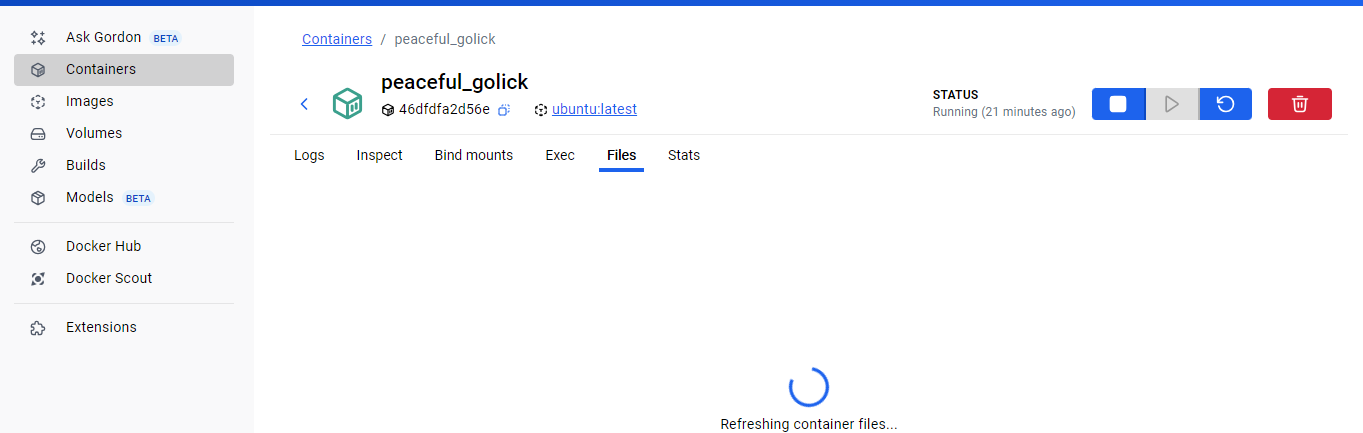 Ask Gordon BETA
Containers
Images
Volumes
Builds
Models BETA
Docker Hub
Docker Scout
Extensions
Containers / peaceful_golick
peaceful_golick
46dfdfa2d56e ubuntu:latest
STATUS
Running (21 minutes ago)
Logs Inspect Bind mounts Exec Files Stats
Refreshing container files...